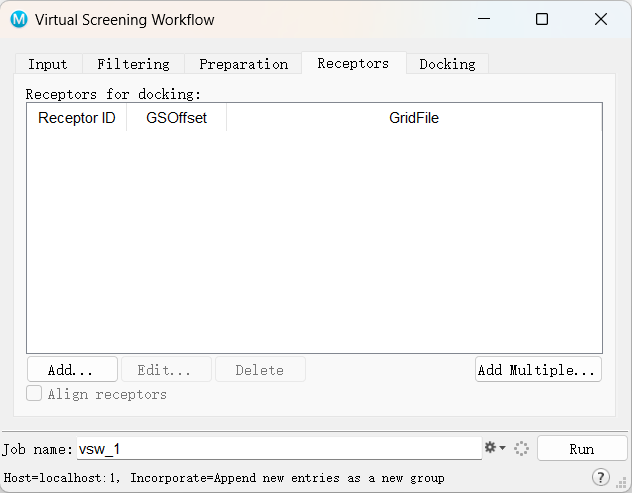 M Virtual Screening Workflow
Input Filtering Preparation Receptors Docking
Receptors for docking:
Receptor ID GSOffset GridFile
Add... Edit... Delete Add Multiple...
Align receptors
Job name: vsw_1 Run
Host=localhost:1, Incorporate=Append new entries as a new group ?